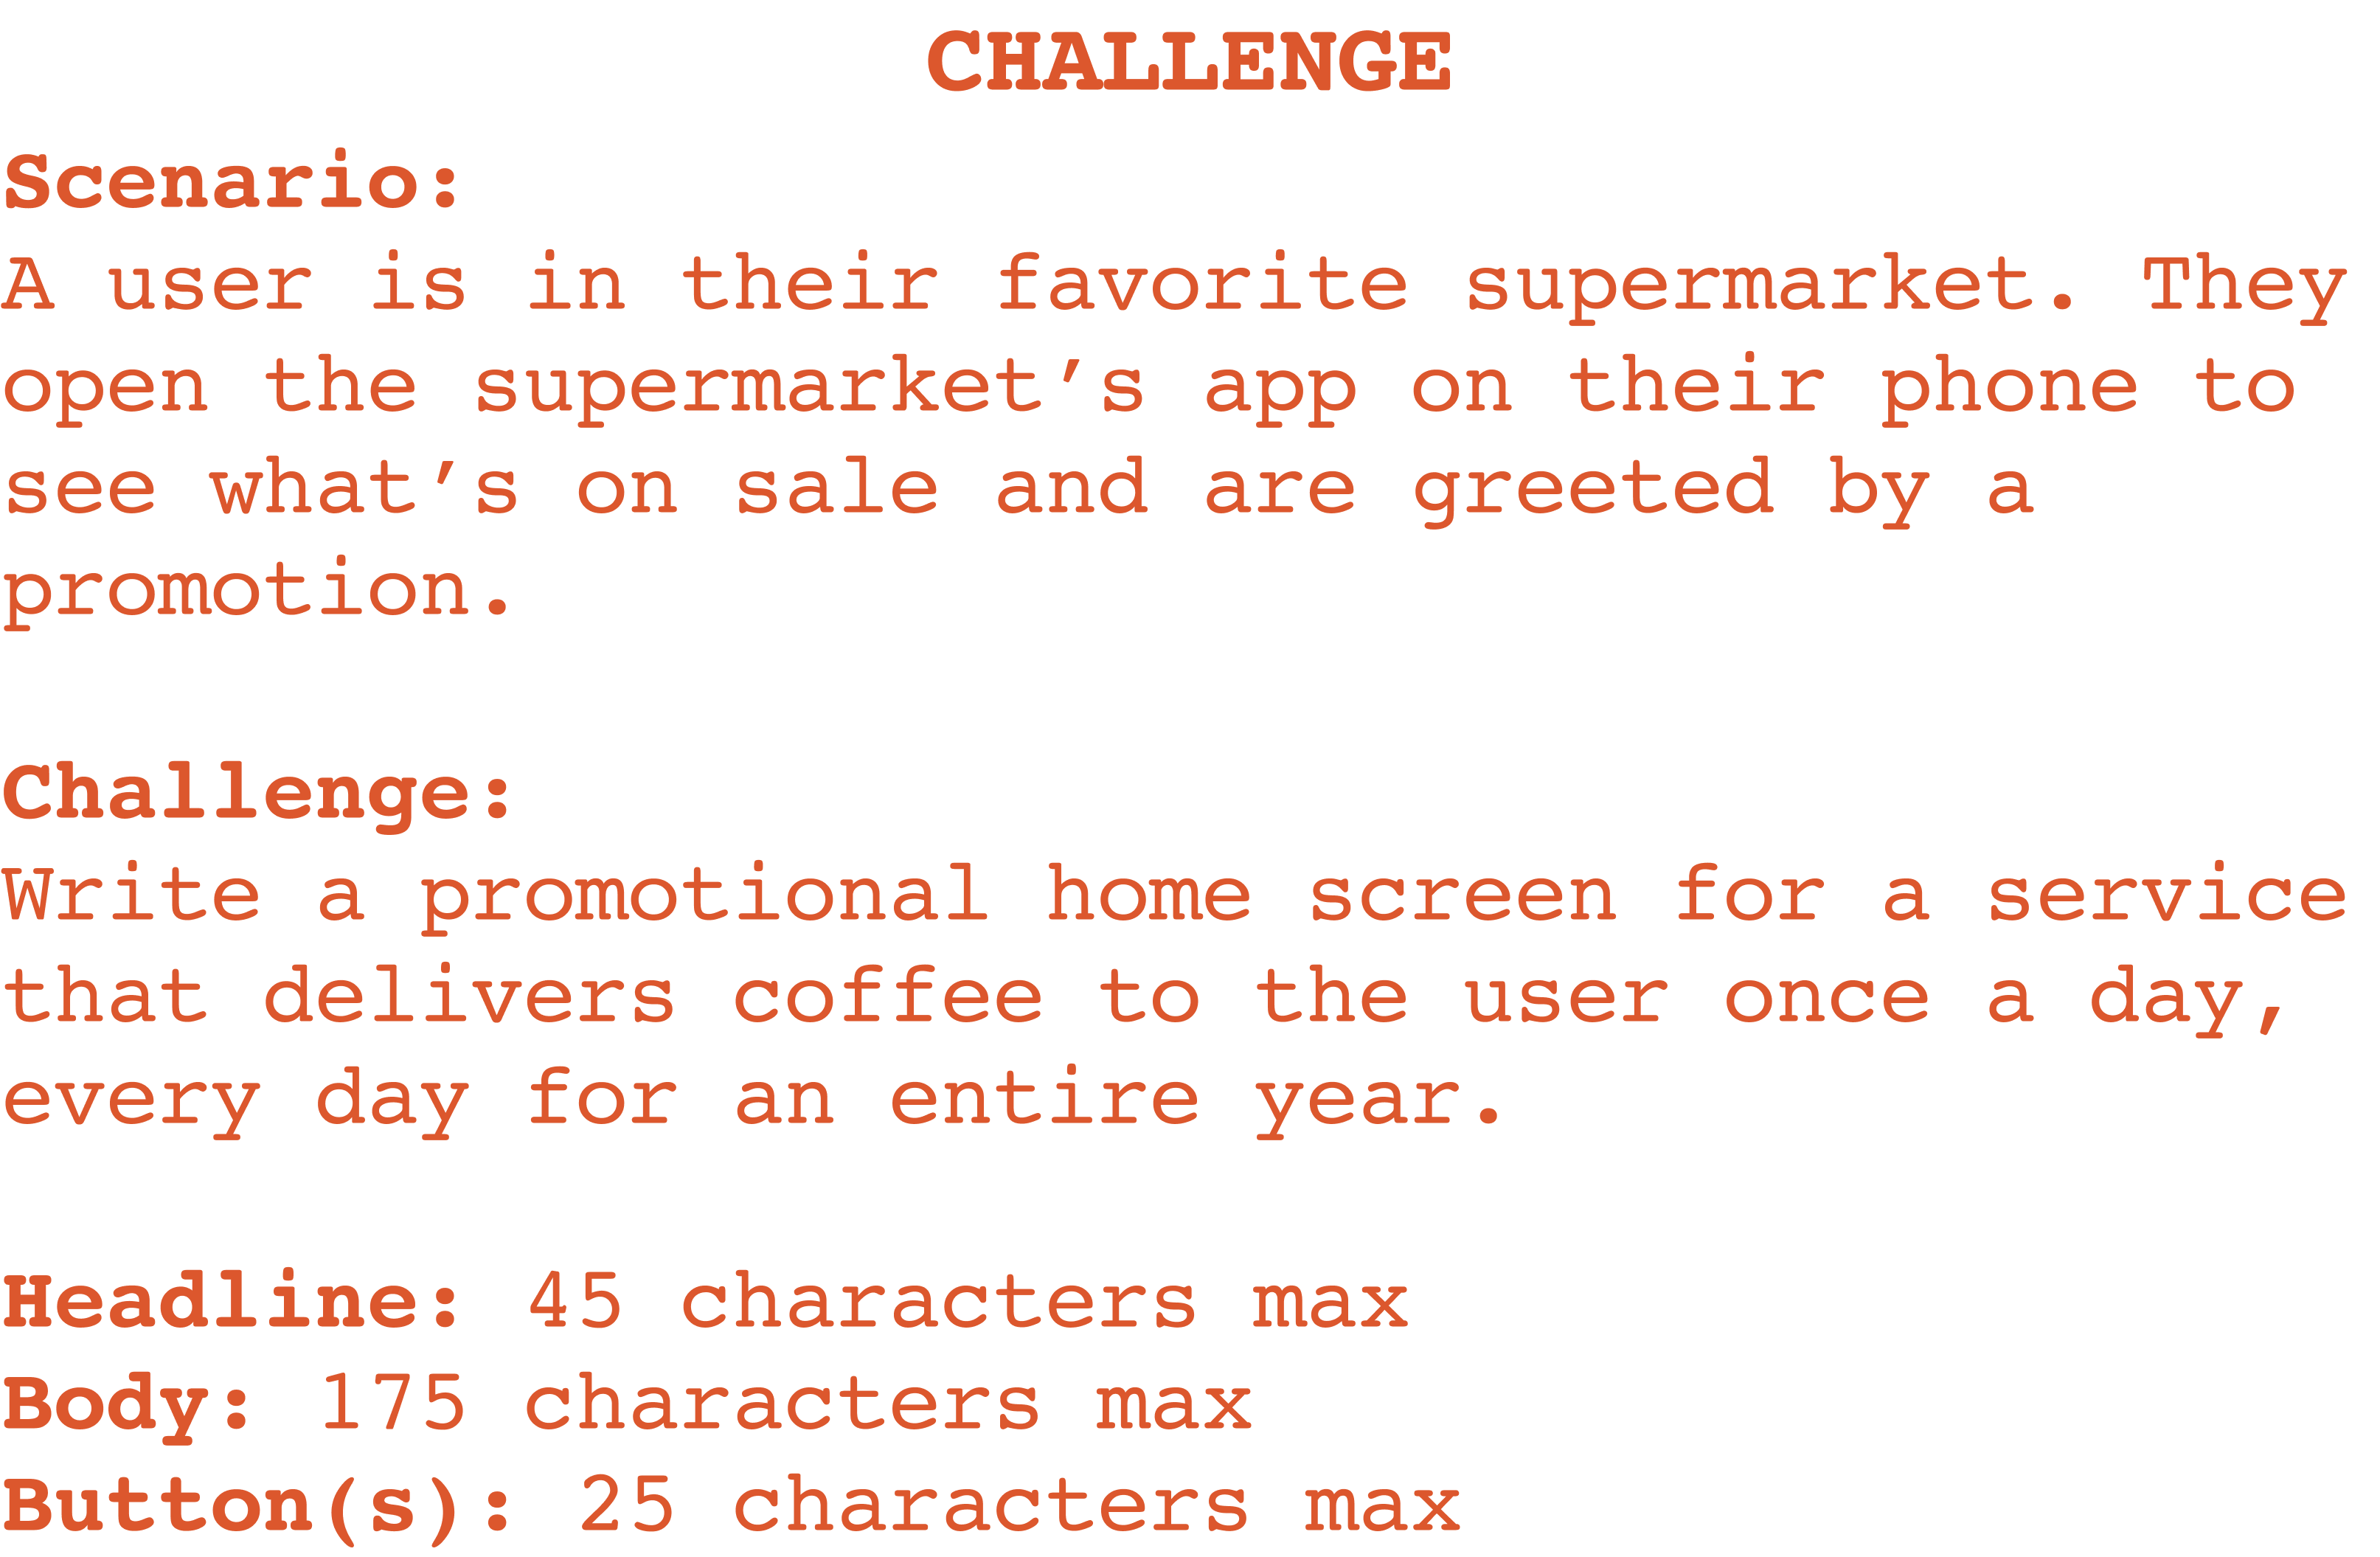 CHALLENGE
Scenario:
A user is in their favorite supermarket. They
open the supermarket’s app on their phone to
see what’s on sale and are greeted by a
promotion.
Challenge:
Write a promotional home screen for a service
that delivers coffee to the user once a day,
every day for an entire year.
Headline: 45 characters max
Body: 175 characters max
Button(s): 25 characters max